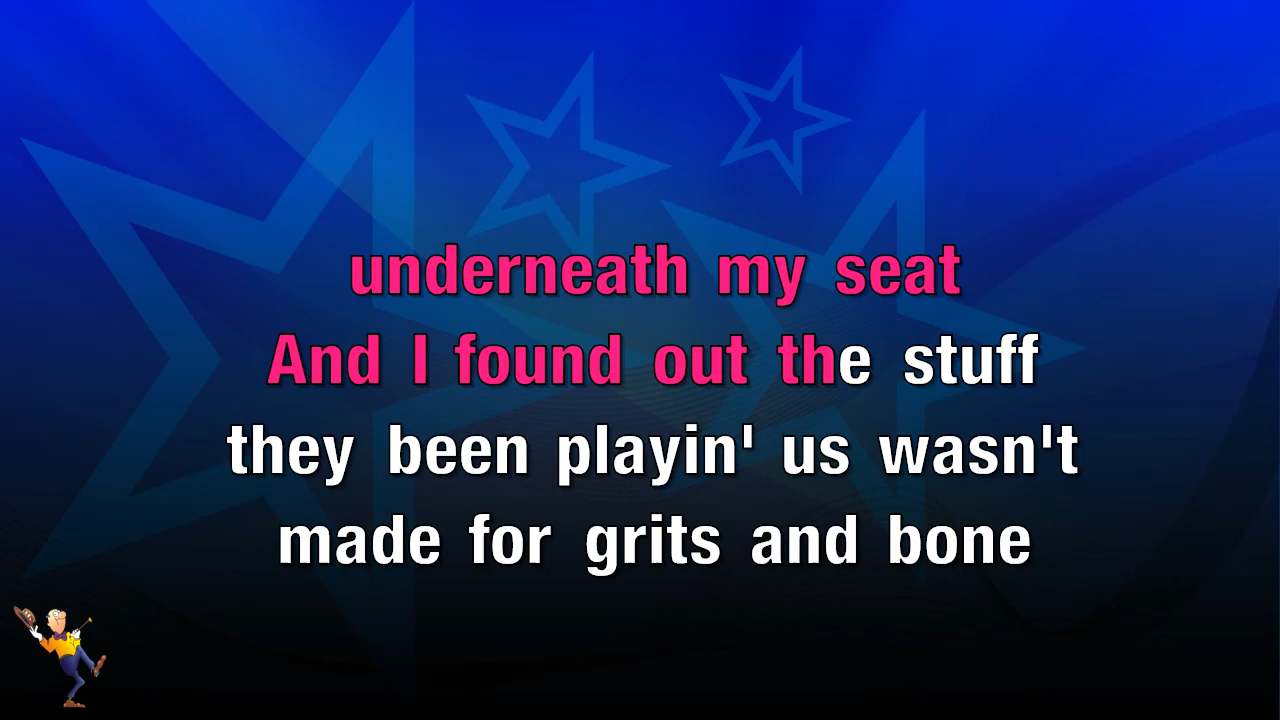 underneath my seat
And I found out the stuff
they been playin' us wasn't
made for grits and bone